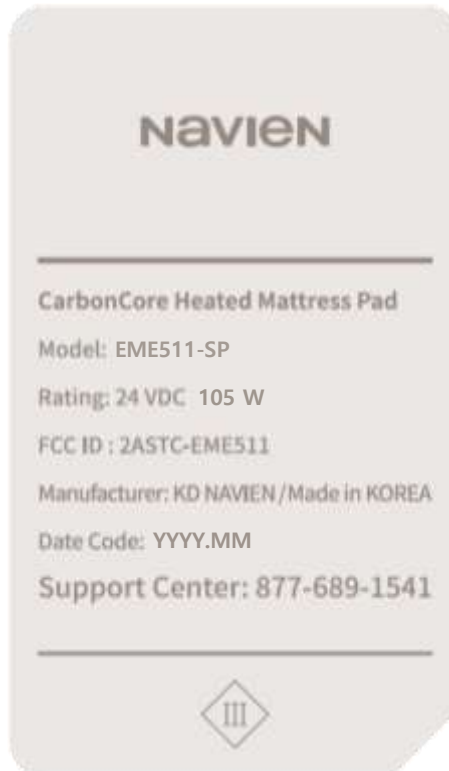 NaVIeN
CarbonCore Heated Mattress Pad
Model: EME511-SP
Rating: 24 VDC 105 W
FCC ID : 2ASTC-EME511
Manufacturer: KD NAVIEN / Made in KOREA
Date Code: YYYY.MM
Support Center: 877-689-1541
III